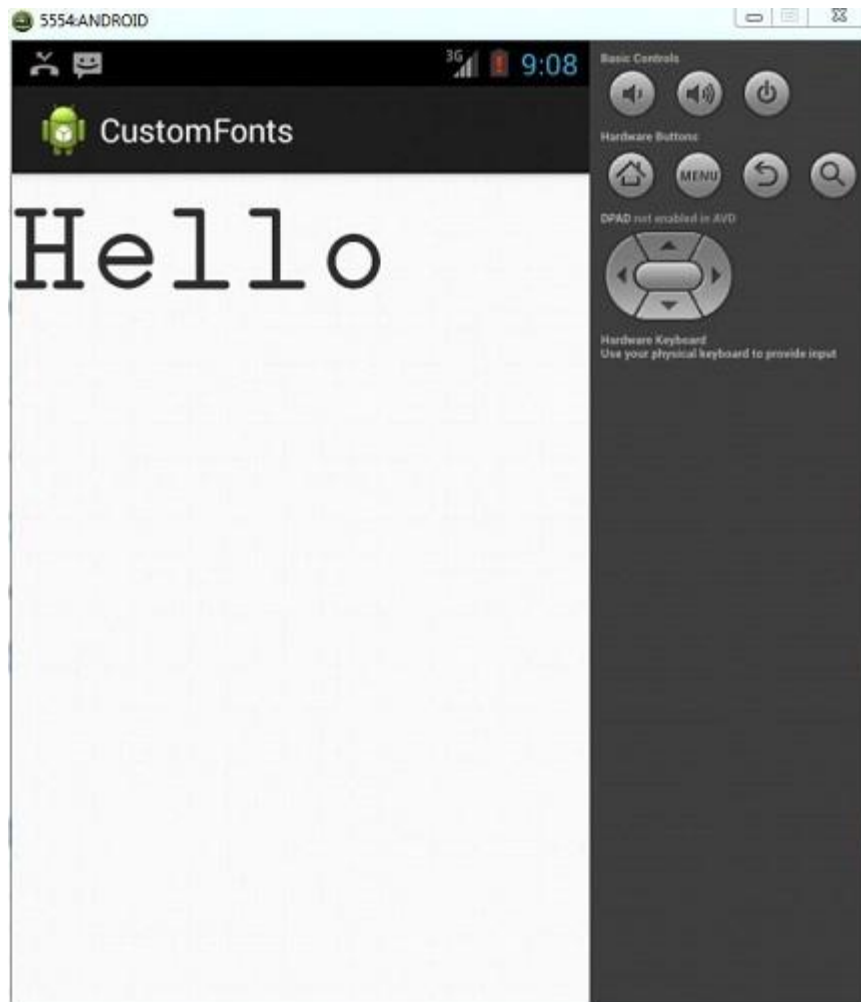 5554:ANDROID
3G 9:08
CustomFonts
Hello
Basic Controls
Hardware Buttons
MENU
DPAD not enabled in AVD
Hardware Keyboard
Use your physical keyboard to provide input